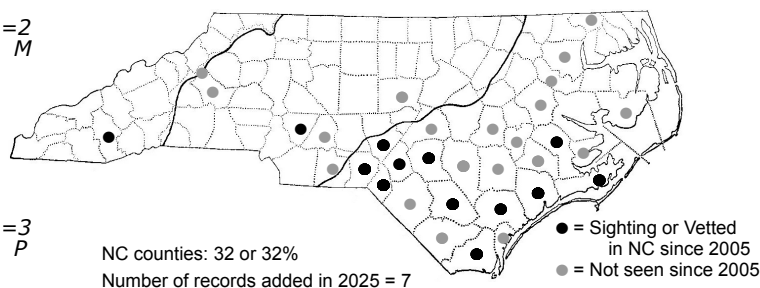 =2
M
=3
P
NC counties: 32 or 32%
Number of records added in 2025 = 7
= Sighting or Vetted
in NC since 2005
= Not seen since 2005